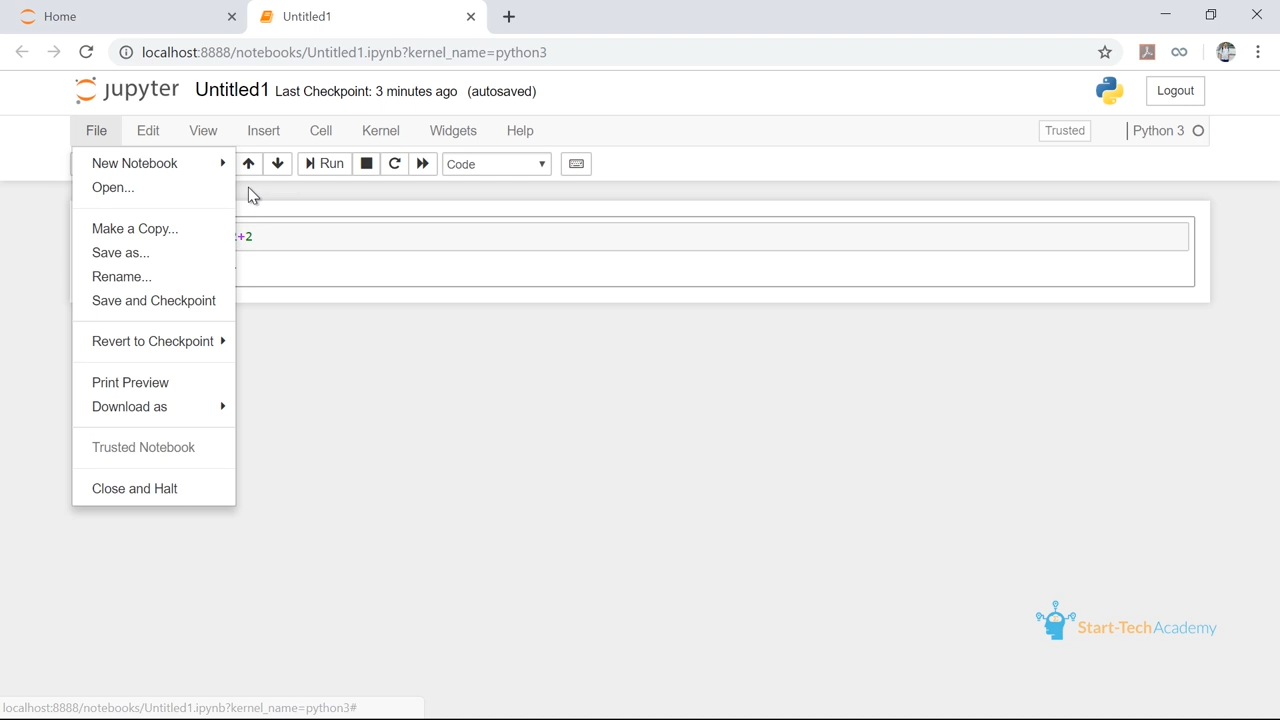 Home
Untitled1
localhost:8888/notebooks/Untitled1.ipynb?kernel_name=python3
jupyter Untitled1 Last Checkpoint: 3 minutes ago (autosaved)
Logout
File Edit View Insert Cell Kernel Widgets Help Trusted Python 3
Run Code
New Notebook
Open...
Make a Copy...
+2
Save as...
Rename...
Save and Checkpoint
Revert to Checkpoint
Print Preview
Download as
Trusted Notebook
Close and Halt
Start-TechAcademy
localhost:8888/notebooks/Untitled1.ipynb?kernel_name=python3#